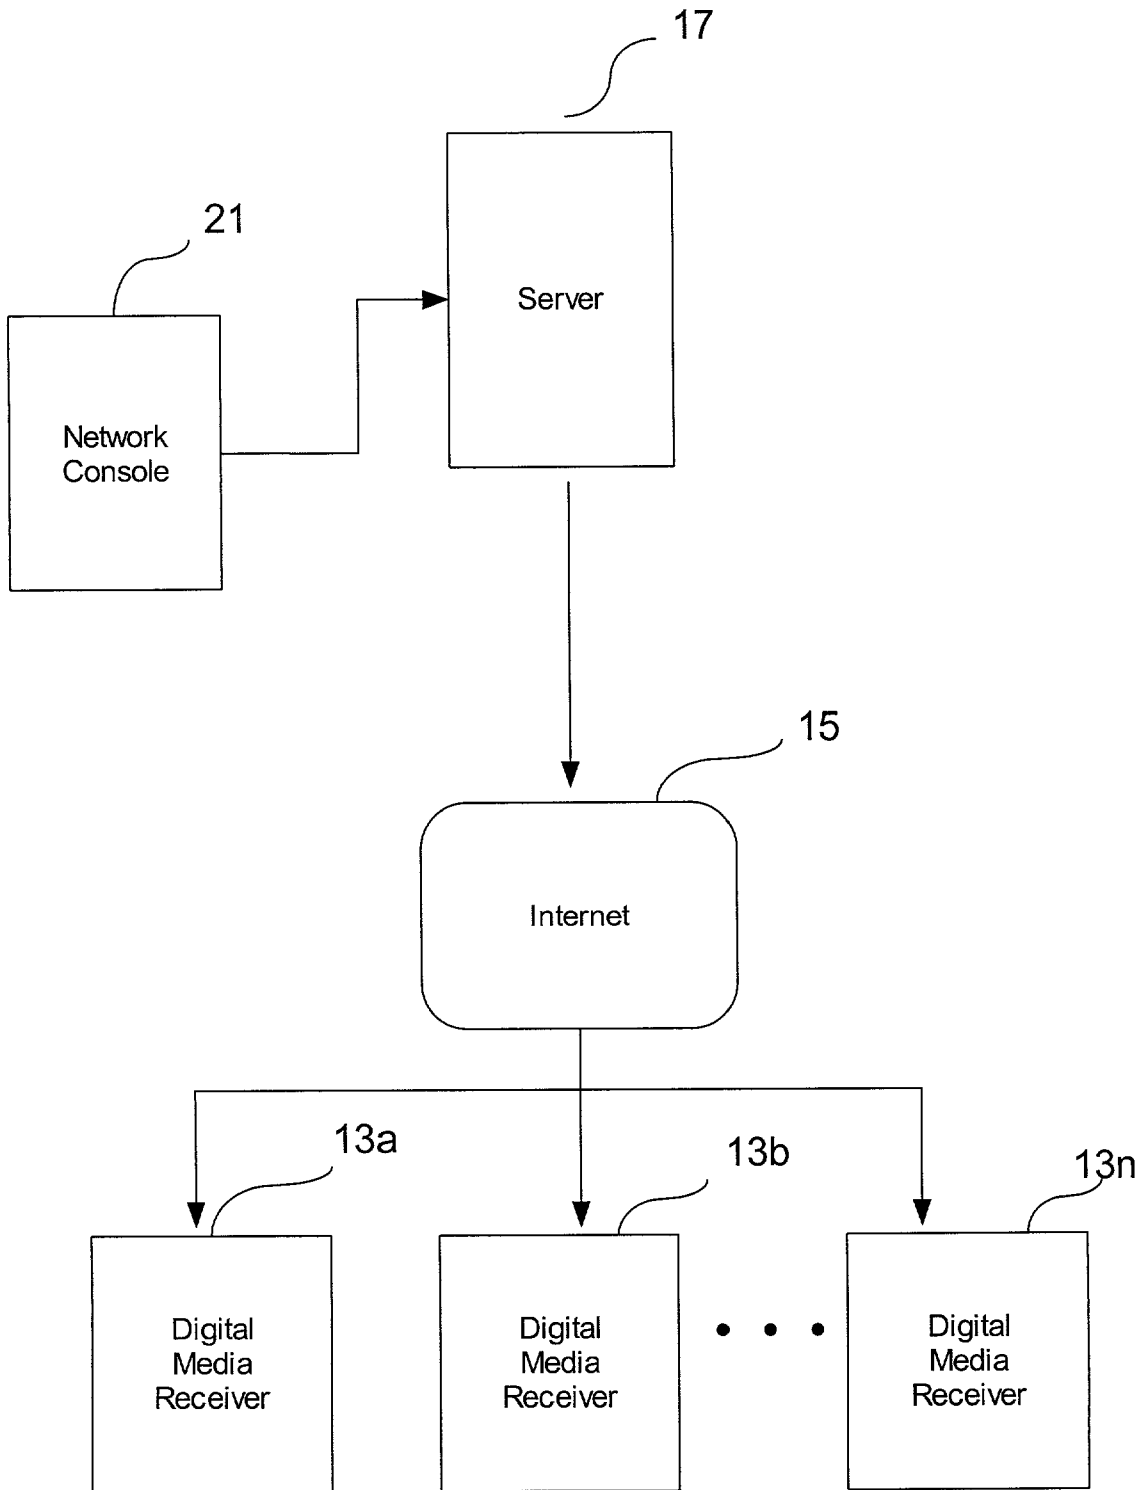 17
21
Server
Network
Console
15
Internet
13a
13b
13n
Digital
Media
Receiver
Digital
Media
Receiver
Digital
Media
Receiver